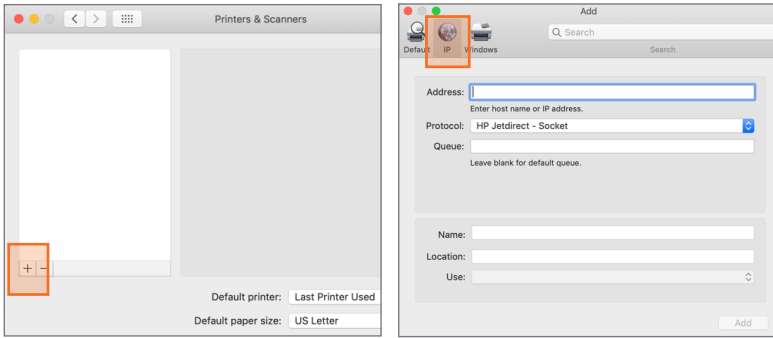 Printers & Scanners
+ −
Default printer: Last Printer Used
Default paper size: US Letter
Add
Search
Default IP Windows Search
Address:
Enter host name or IP address.
Protocol: HP Jetdirect - Socket
Queue:
Leave blank for default queue.
Name:
Location:
Use:
Add